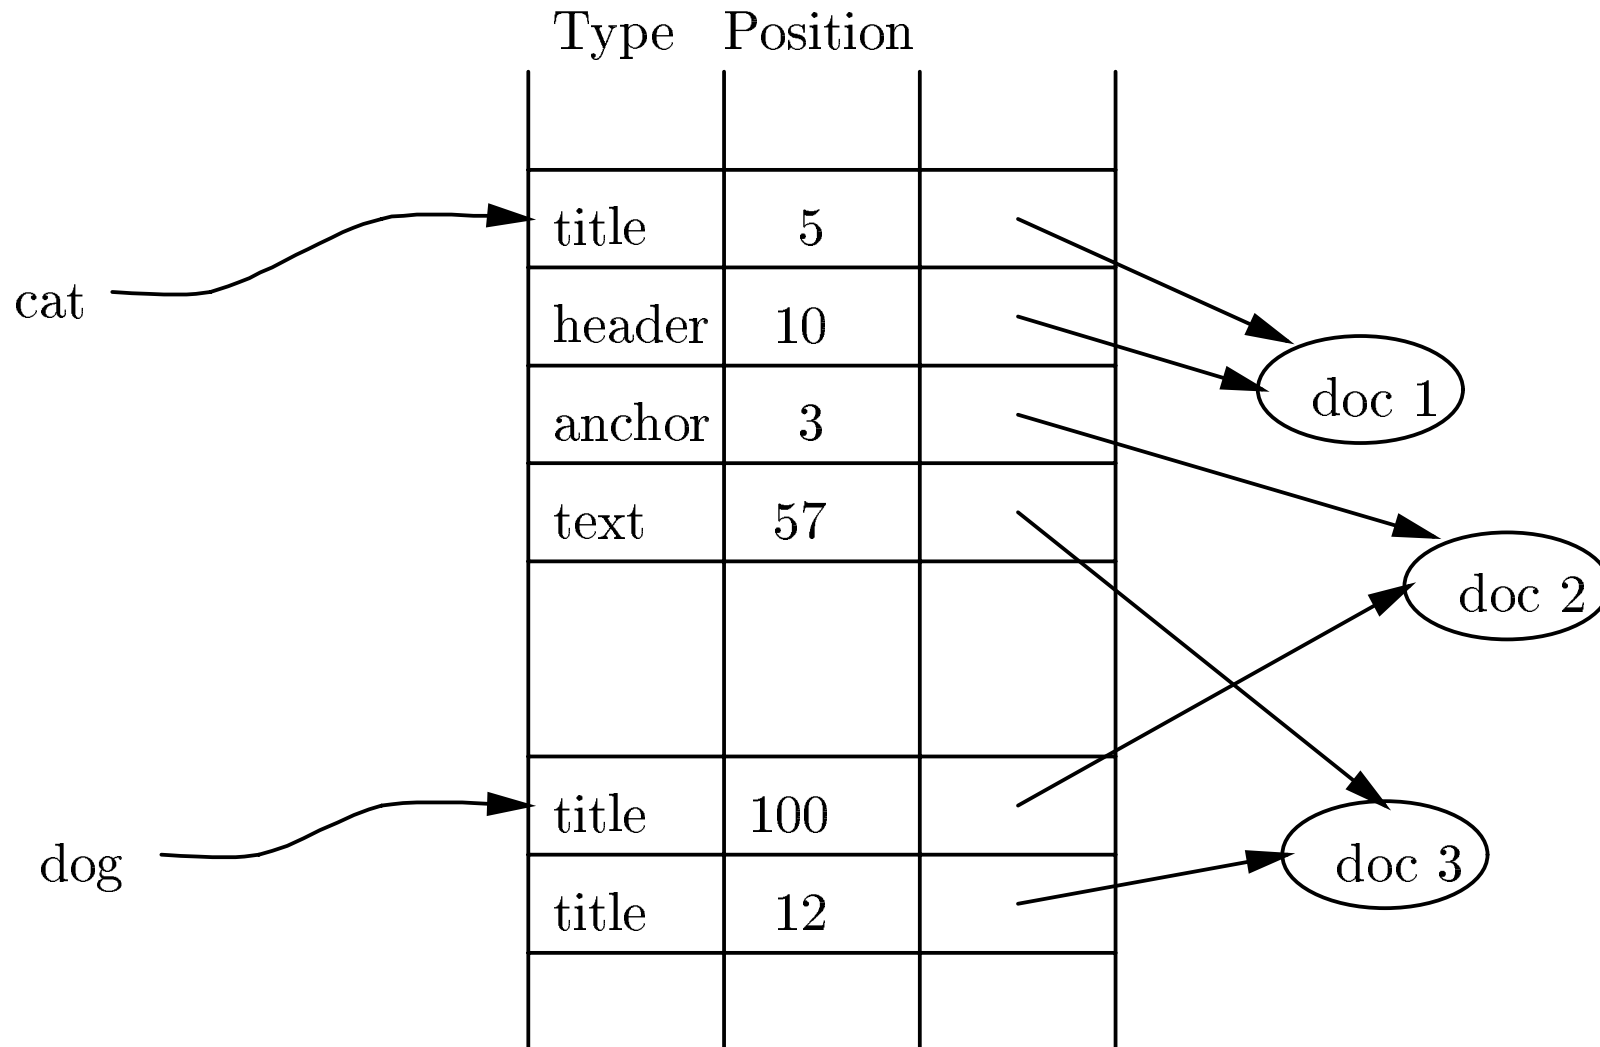 Type Position
title 5
cat
header 10
doc 1
anchor 3
text 57
doc 2
title 100
dog
doc 3
title 12